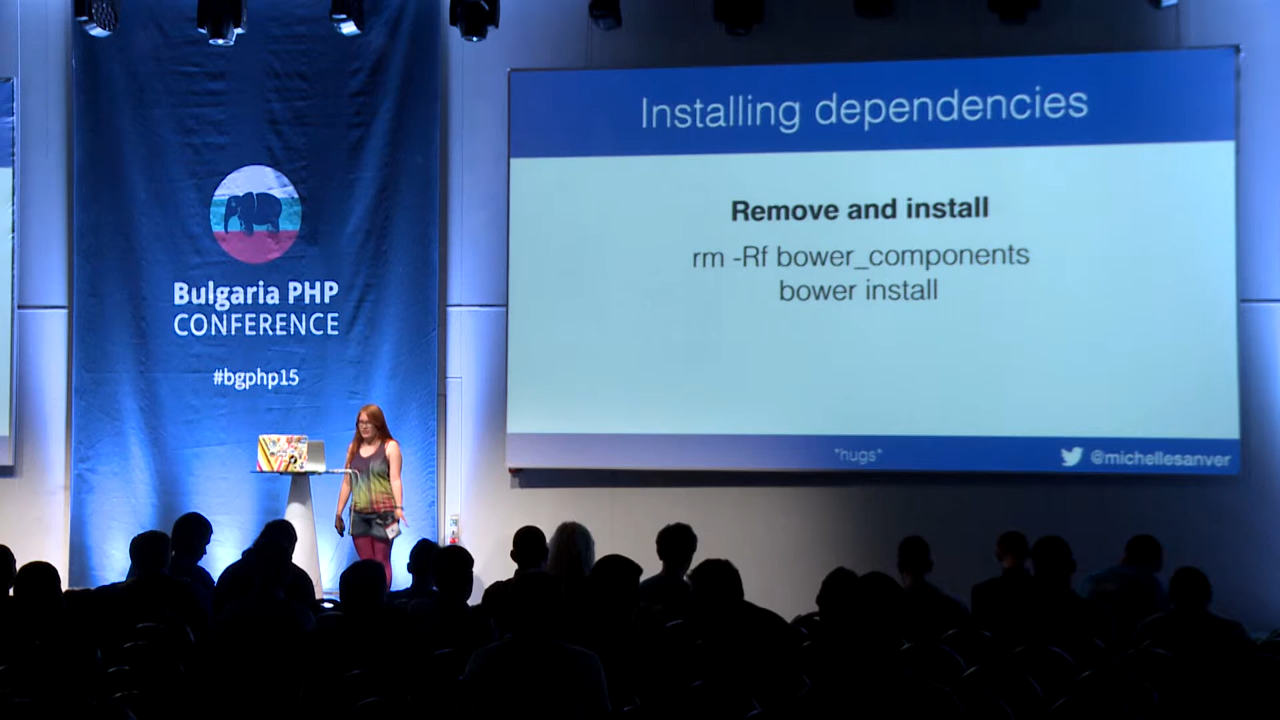 Bulgaria PHP
CONFERENCE
#bgphp15
Installing dependencies
Remove and install
rm -Rf bower_components
bower install
*hugs*
@michellesanver